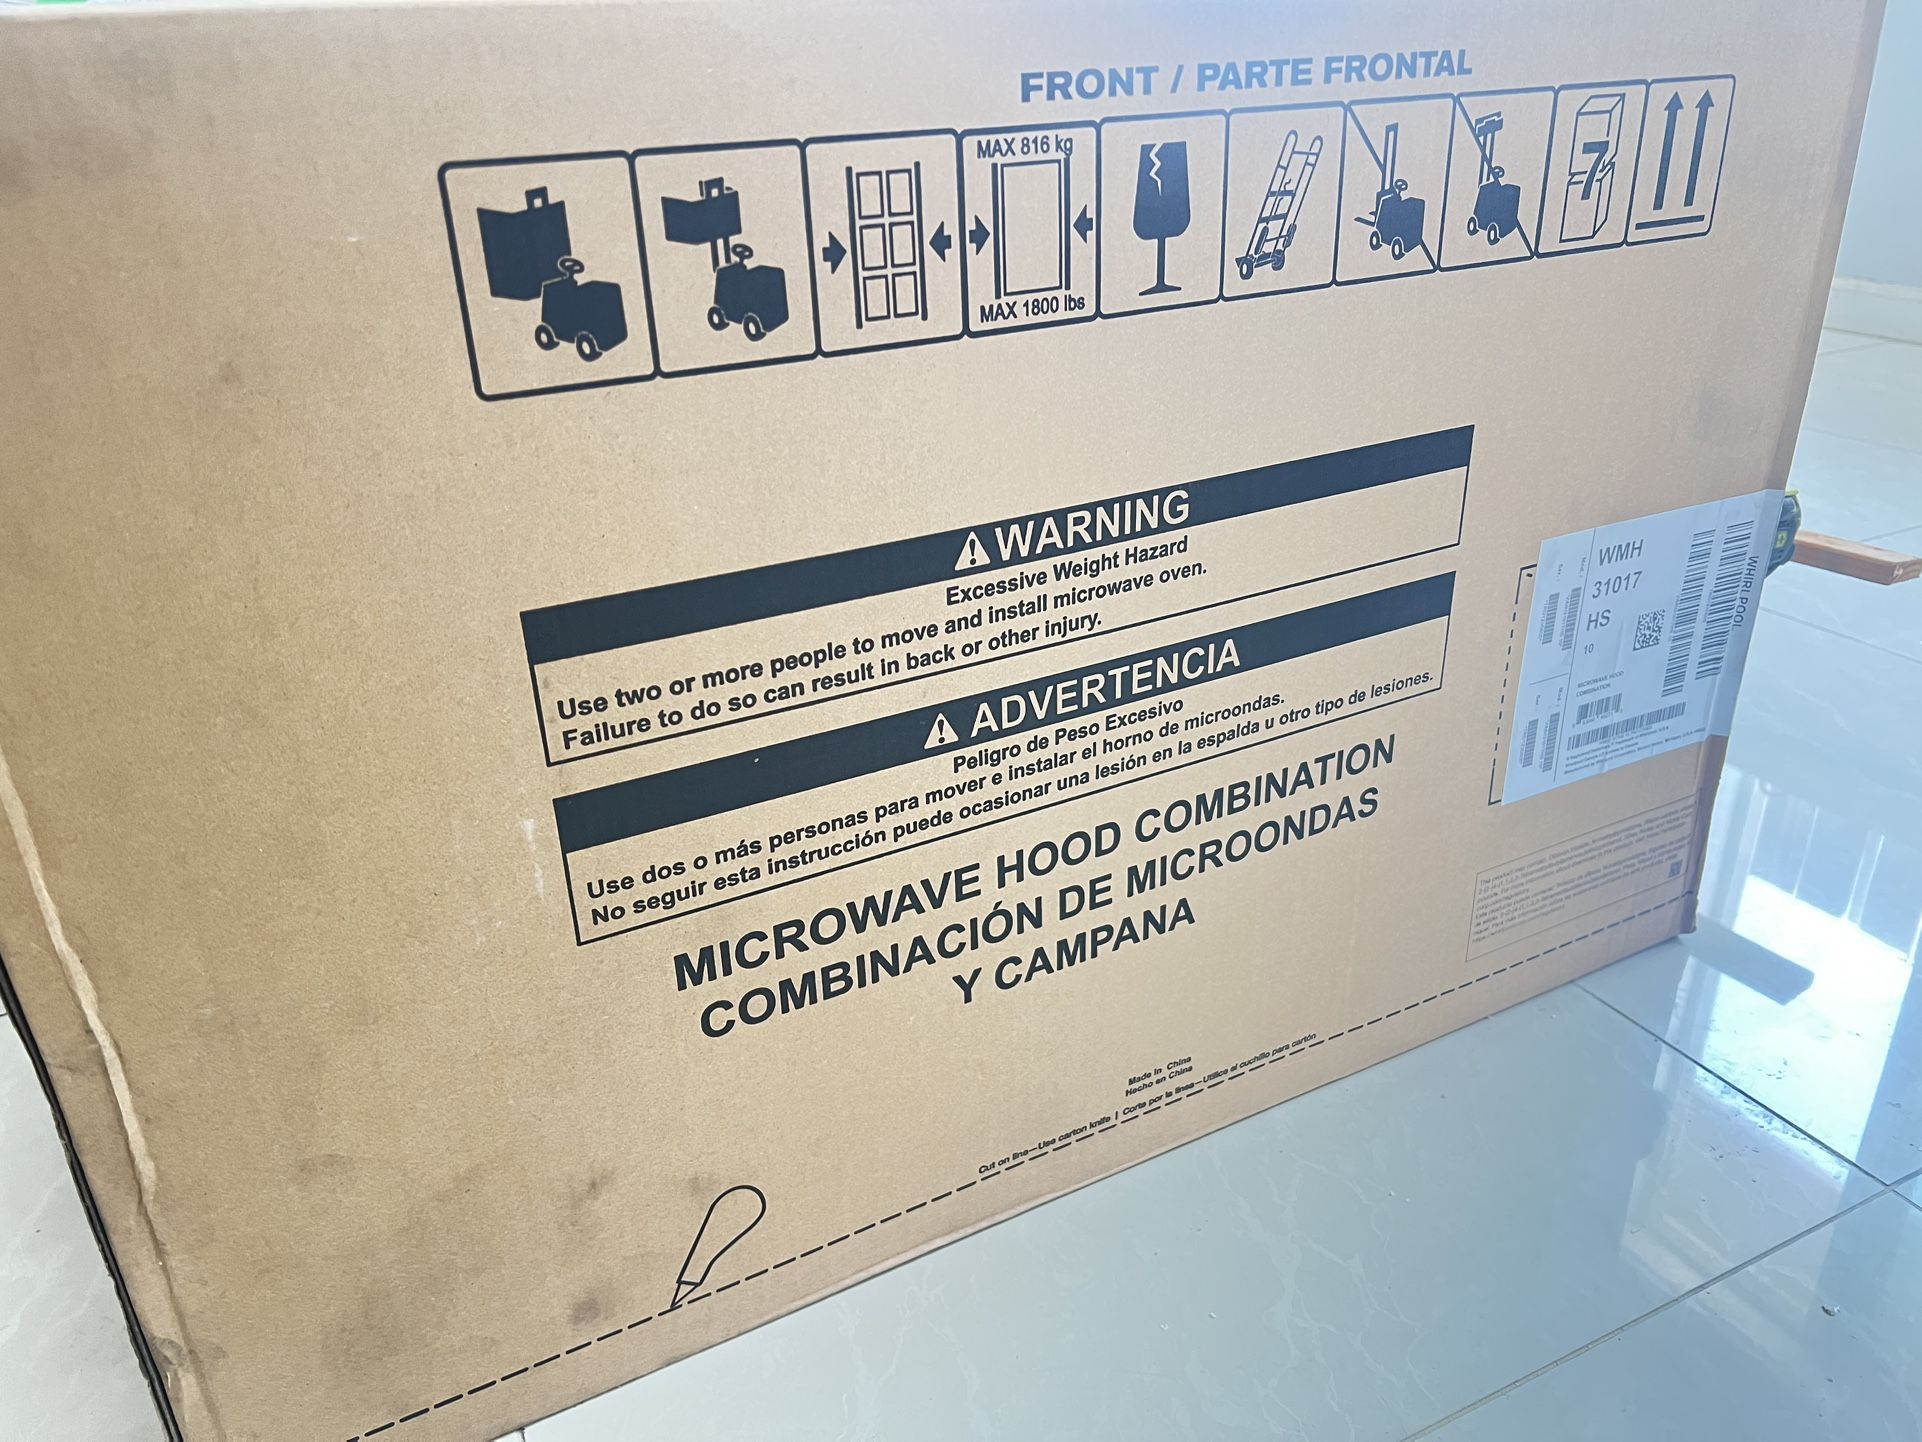 FRONT / PARTE FRONTAL
MAX 816 kg
MAX 1800 lbs
7
WARNING
Excessive Weight Hazard
Use two or more people to move and install microwave oven.
Failure to do so can result in back or other injury.
ADVERTENCIA
Peligro de Peso Excesivo
Use dos o más personas para mover e instalar el horno de microondas.
No seguir esta instrucción puede ocasionar una lesión en la espalda u otro tipo de lesiones.
MICROWAVE HOOD COMBINATION
COMBINACIÓN DE MICROONDAS
Y CAMPANA
Made in China
Hecho en China
Cut on line—Use carton knife | Corte por la línea—Utilice el cuchillo para cartón
WMH
31017
HS
10
MICROWAVE HOOD
COMBINATION
WHIRLPOOL